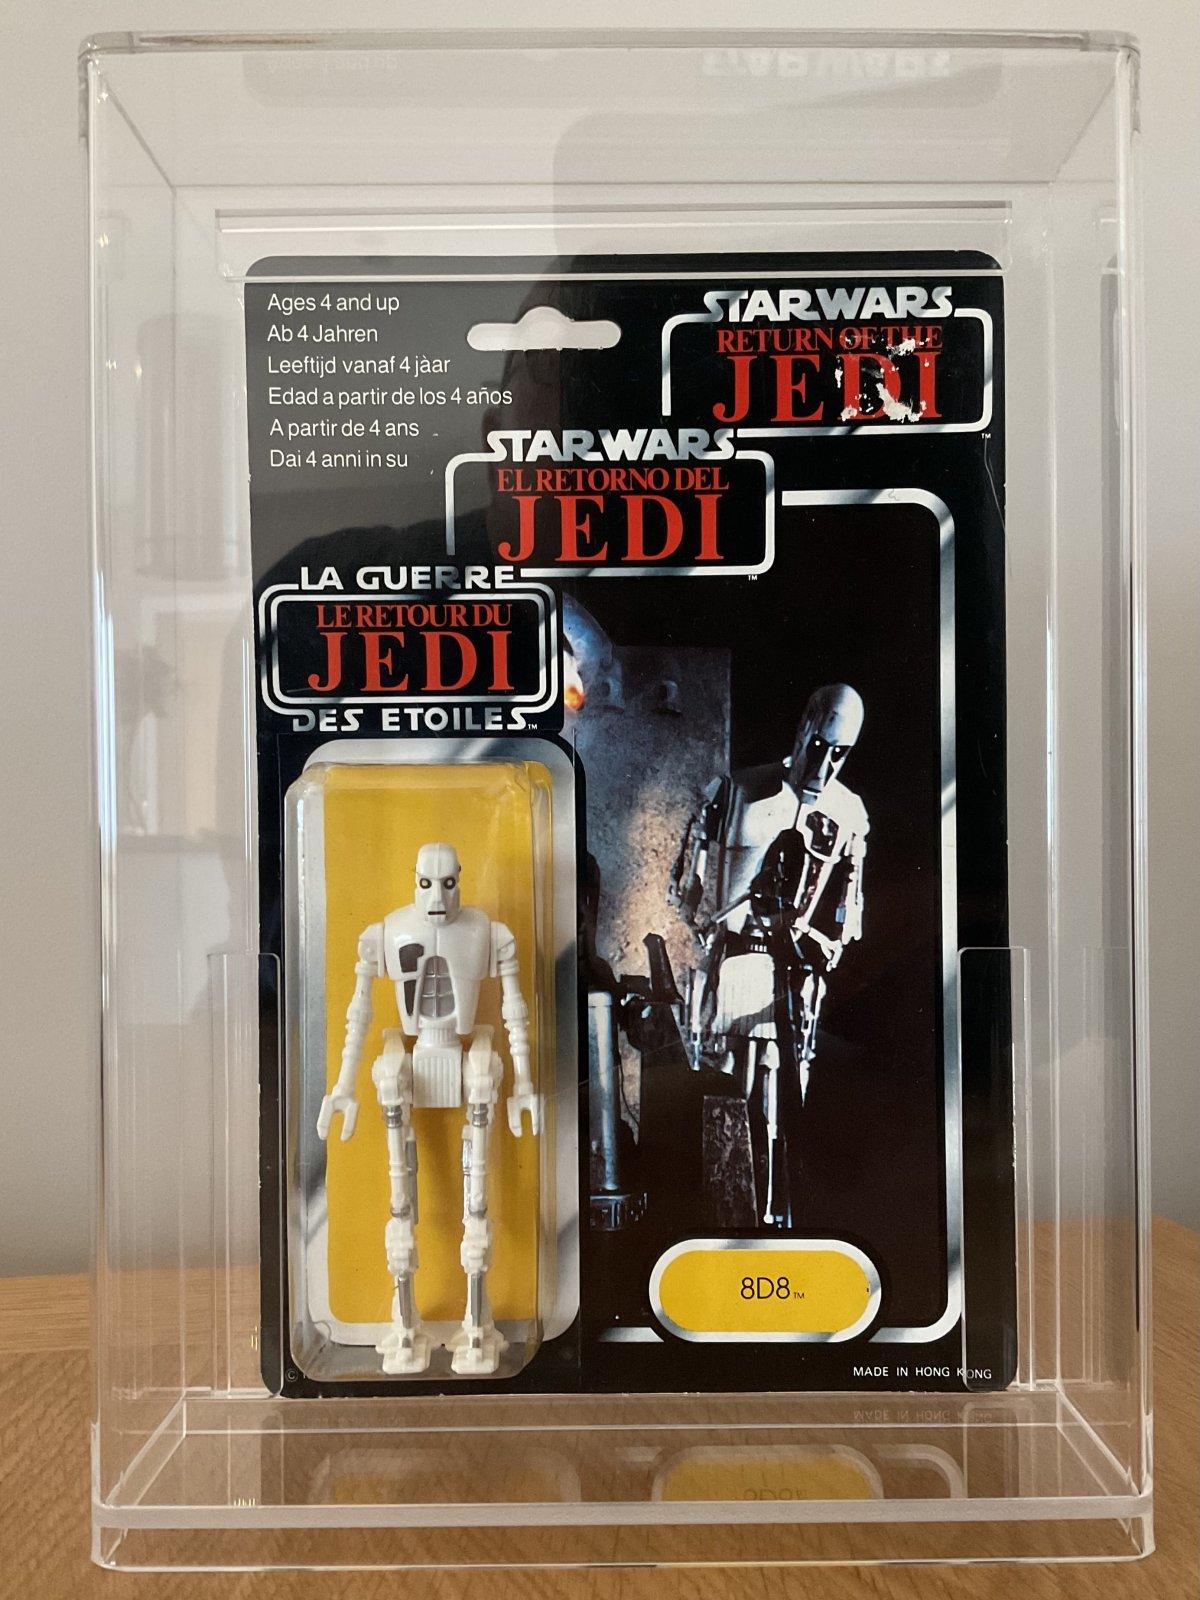 Ages 4 and up
Ab 4 Jahren
Leeftijd vanaf 4 jàar
Edad a partir de los 4 años
A partir de 4 ans
Dai 4 anni in su
STAR WARS
RETURN OF THE
JEDI
TM
STAR WARS
EL RETORNO DEL
JEDI
TM
LA GUERRE
LE RETOUR DU
JEDI
DES ETOILES TM
8D8 TM
©
MADE IN HONG KONG